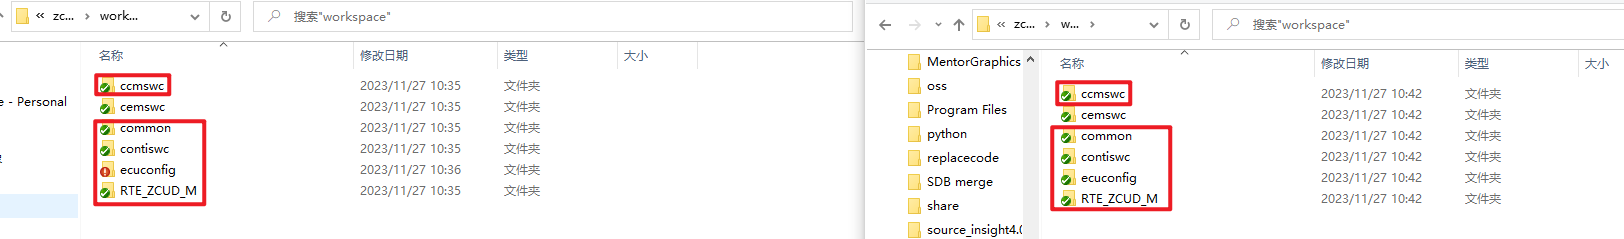 « zc... › work... › 搜索"workspace"
名称 修改日期 类型 大小
ccmswc 2023/11/27 10:35 文件夹
e - Personal
cemswc 2023/11/27 10:35 文件夹
common 2023/11/27 10:35 文件夹
contiswc 2023/11/27 10:35 文件夹
ecuconfig 2023/11/27 10:36 文件夹
RTE_ZCUD_M 2023/11/27 10:35 文件夹
« zc... › w... › 搜索"workspace"
MentorGraphics
oss
Program Files
python
replacecode
SDB merge
share
source_insight4.0
名称 修改日期 类型 大小
ccmswc 2023/11/27 10:42 文件夹
cemswc 2023/11/27 10:42 文件夹
common 2023/11/27 10:42 文件夹
contiswc 2023/11/27 10:42 文件夹
ecuconfig 2023/11/27 10:42 文件夹
RTE_ZCUD_M 2023/11/27 10:42 文件夹